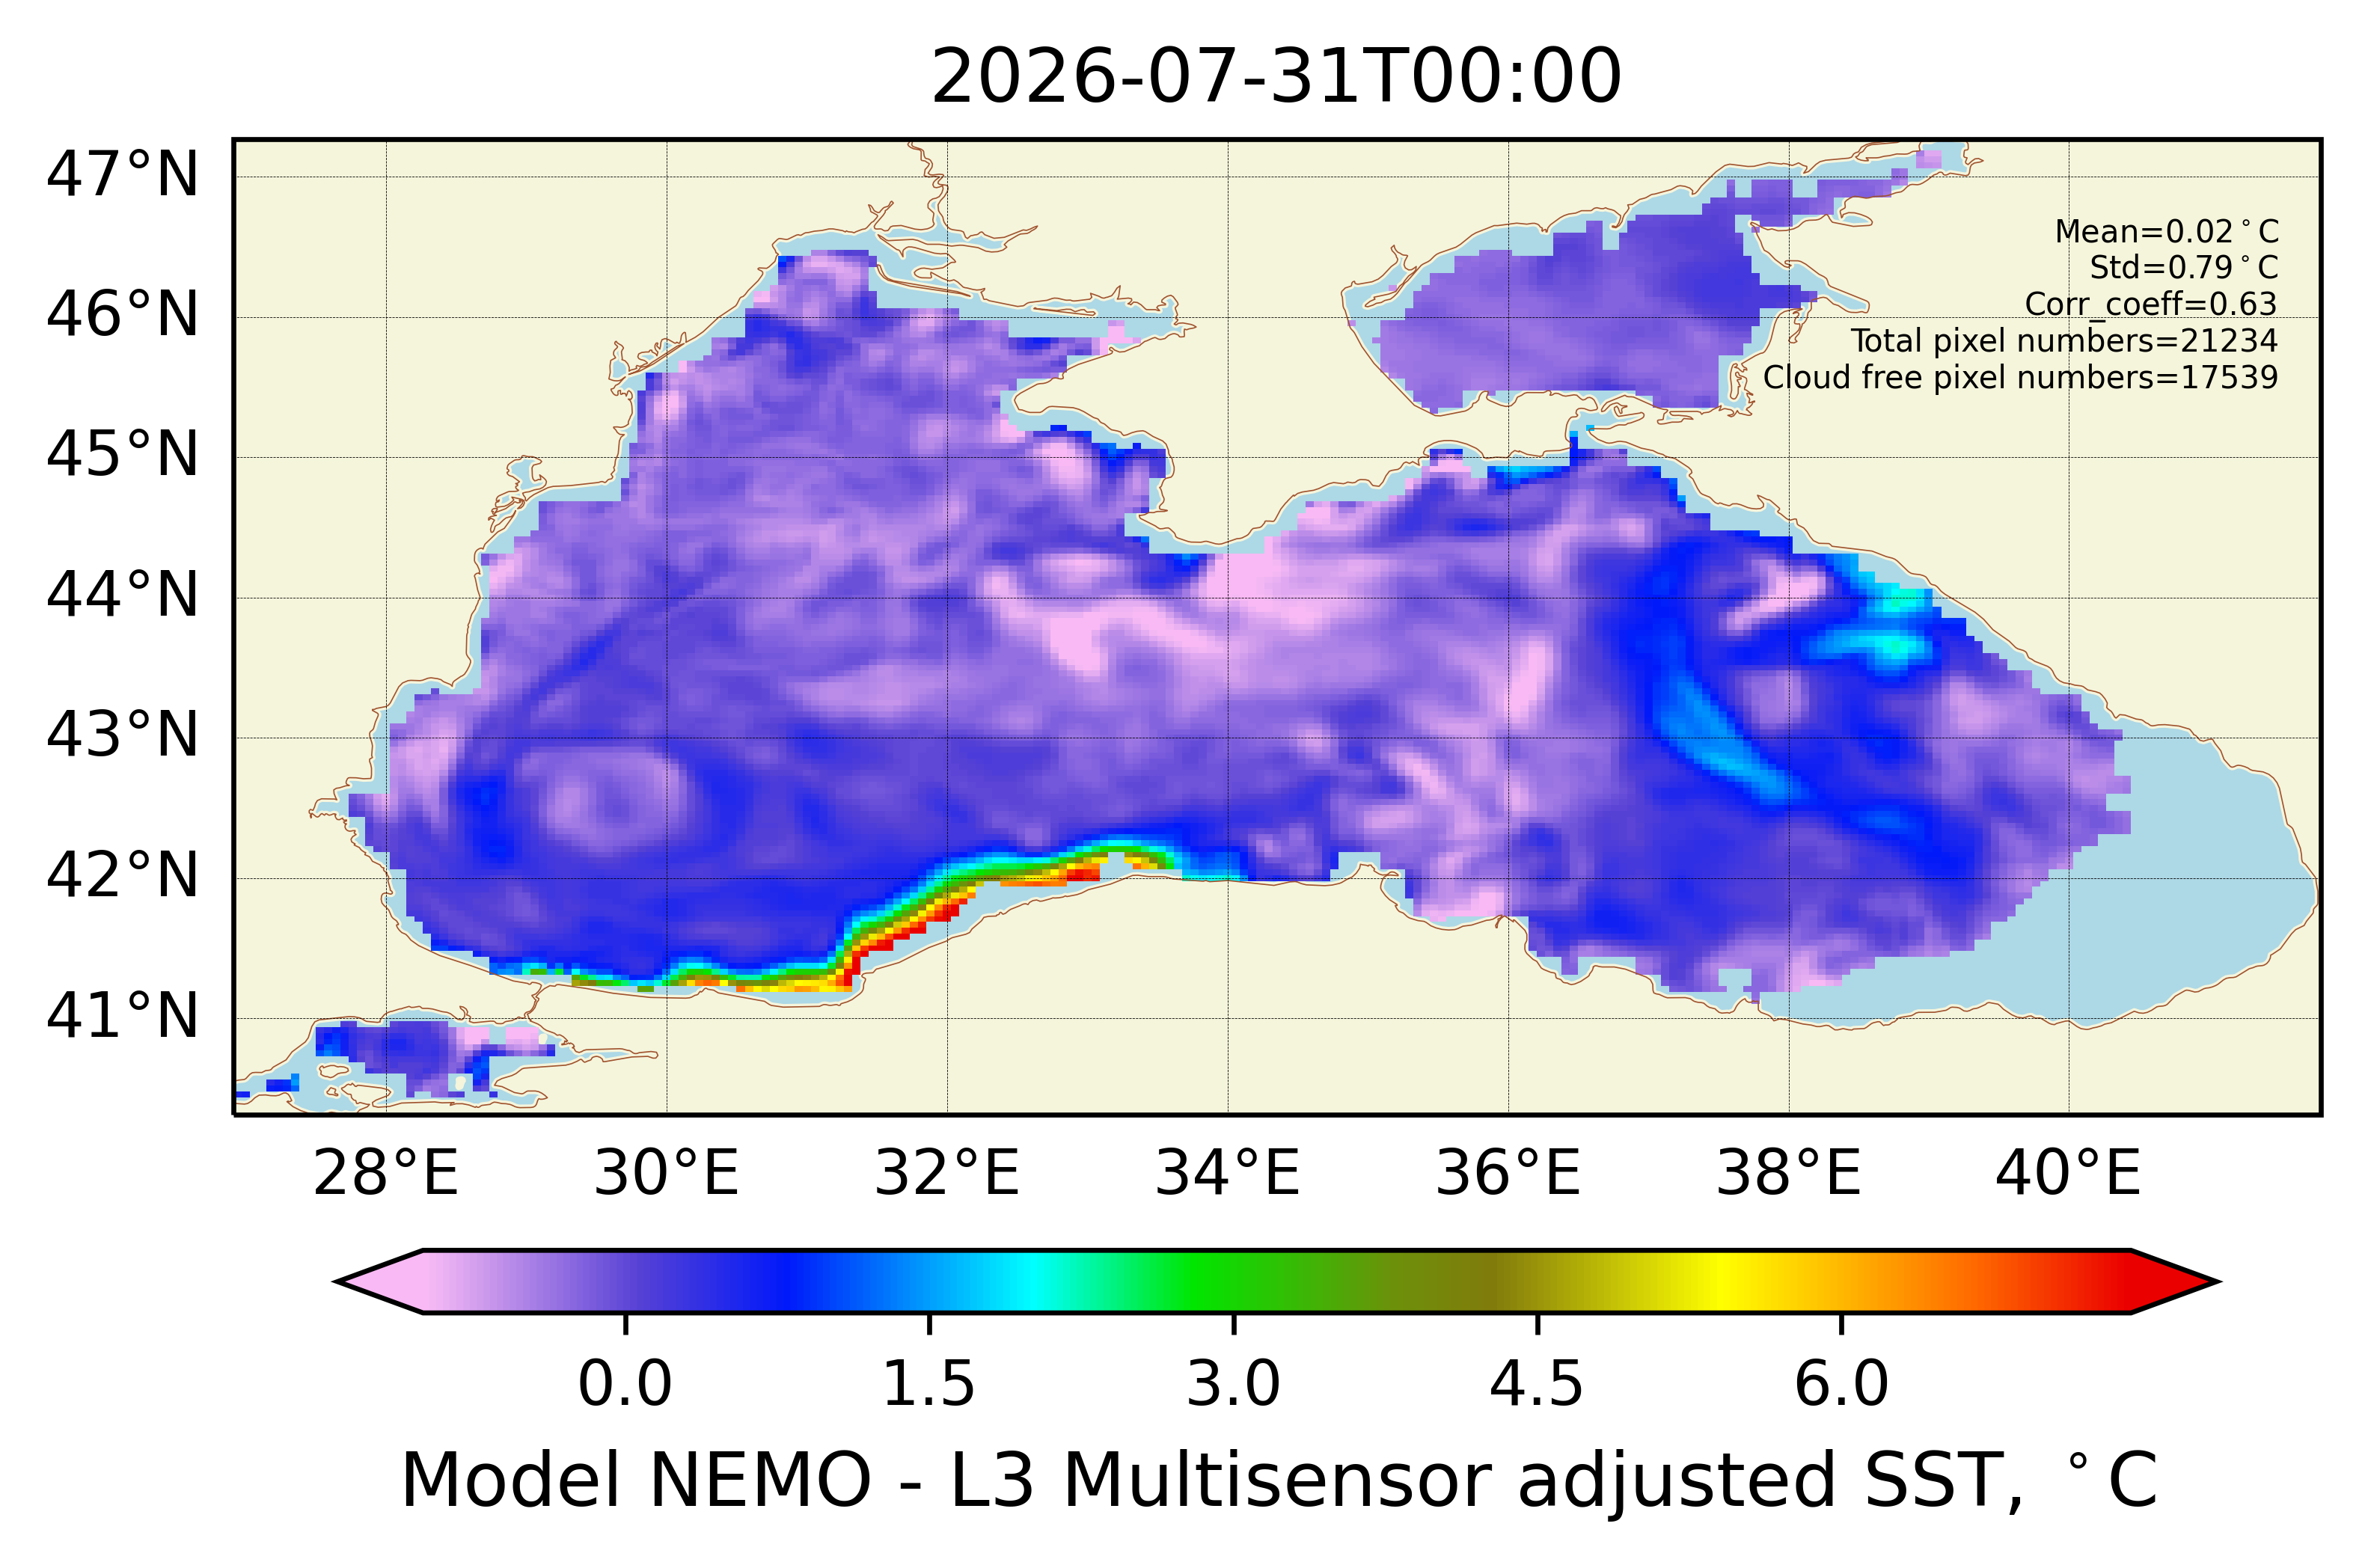 2026-07-31T00:00
47°N
46°N
45°N
44°N
43°N
42°N
41°N
Mean=0.02°C
Std=0.79°C
Corr_coeff=0.63
Total pixel numbers=21234
Cloud free pixel numbers=17539
28°E 30°E 32°E 34°E 36°E 38°E 40°E
0.0 1.5 3.0 4.5 6.0
Model NEMO - L3 Multisensor adjusted SST, °C